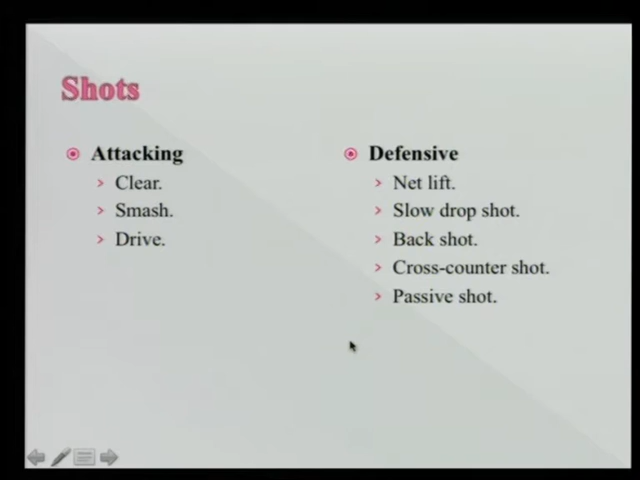 Shots
Attacking
Clear.
Smash.
Drive.
Defensive
Net lift.
Slow drop shot.
Back shot.
Cross-counter shot.
Passive shot.